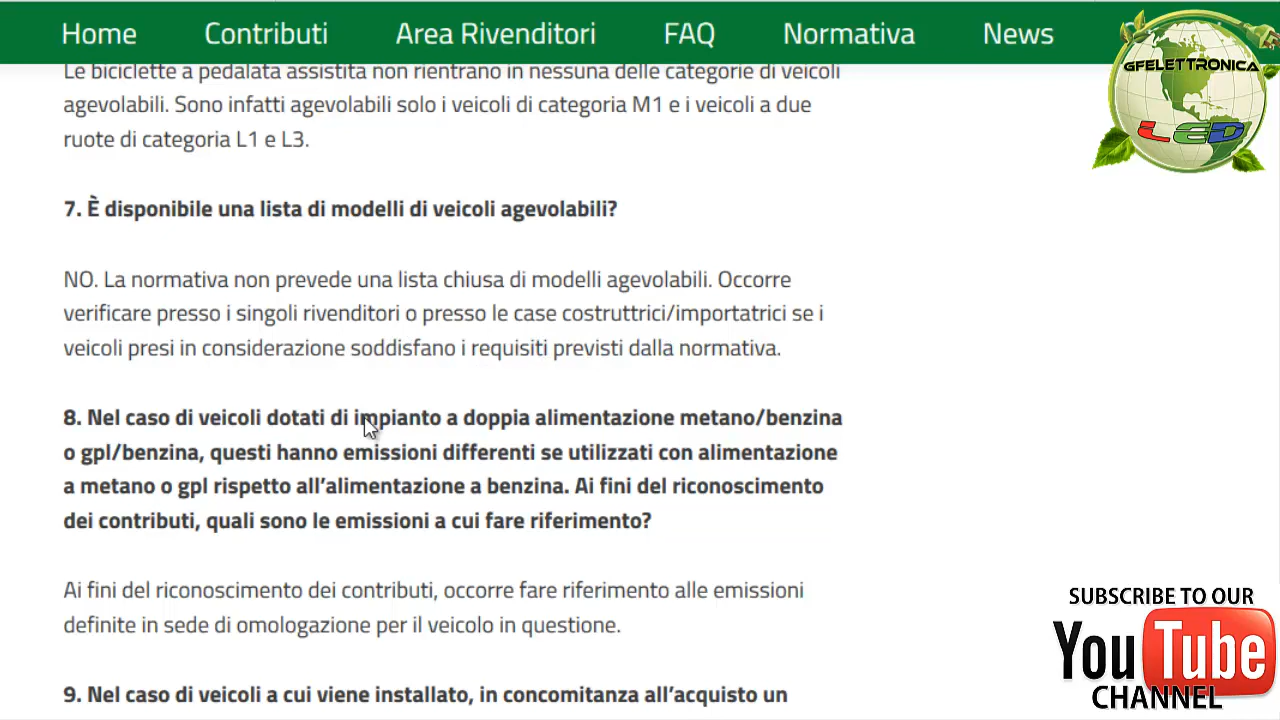 Home Contributi Area Rivenditori FAQ Normativa News
GFELETTRONICA
LED
Le biciclette a pedalata assistita non rientrano in nessuna delle categorie di veicoli
agevolabili. Sono infatti agevolabili solo i veicoli di categoria M1 e i veicoli a due
ruote di categoria L1 e L3.
7. È disponibile una lista di modelli di veicoli agevolabili?
NO. La normativa non prevede una lista chiusa di modelli agevolabili. Occorre
verificare presso i singoli rivenditori o presso le case costruttrici/importatrici se i
veicoli presi in considerazione soddisfano i requisiti previsti dalla normativa.
8. Nel caso di veicoli dotati di impianto a doppia alimentazione metano/benzina
o gpl/benzina, questi hanno emissioni differenti se utilizzati con alimentazione
a metano o gpl rispetto all’alimentazione a benzina. Ai fini del riconoscimento
dei contributi, quali sono le emissioni a cui fare riferimento?
Ai fini del riconoscimento dei contributi, occorre fare riferimento alle emissioni
definite in sede di omologazione per il veicolo in questione.
9. Nel caso di veicoli a cui viene installato, in concomitanza all’acquisto un
SUBSCRIBE TO OUR
YouTube
CHANNEL